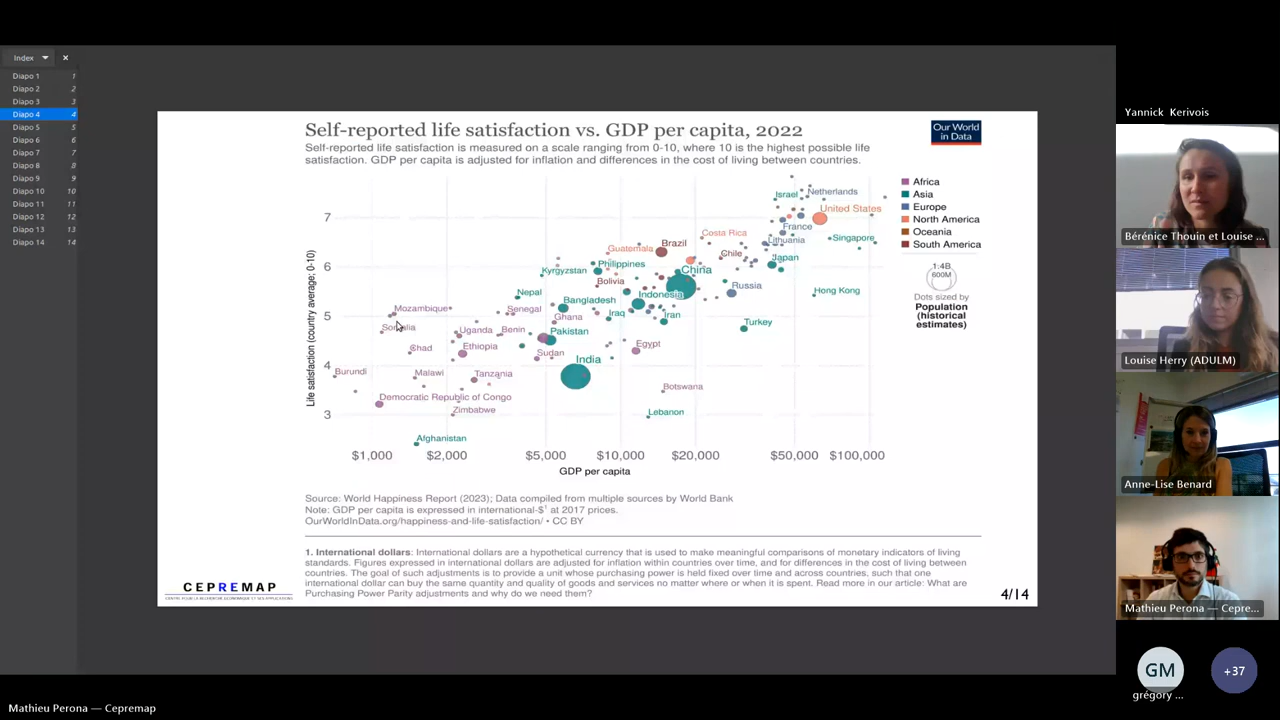 Index
Diapo 1 1
Diapo 2 2
Diapo 3 3
Diapo 4 4
Diapo 5 5
Diapo 6 6
Diapo 7 7
Diapo 8 8
Diapo 9 9
Diapo 10 10
Diapo 11 11
Diapo 12 12
Diapo 13 13
Diapo 14 14
Self-reported life satisfaction vs. GDP per capita, 2022
Self-reported life satisfaction is measured on a scale ranging from 0-10, where 10 is the highest possible life
satisfaction. GDP per capita is adjusted for inflation and differences in the cost of living between countries.
Our World
in Data
Life satisfaction (country average; 0-10)
7
6
5
4
3
Israel
Netherlands
United States
France
Costa Rica
Lithuania
Singapore
Brazil
Guatemala
Chile
Japan
Philippines
Kyrgyzstan
China
Bolivia
Russia
Hong Kong
Nepal
Indonesia
Bangladesh
Mozambique
Senegal
Iraq
Iran
Ghana
Turkey
Somalia
Uganda
Benin
Pakistan
Chad
Ethiopia
Sudan
Egypt
India
Burundi
Malawi
Tanzania
Botswana
Democratic Republic of Congo
Zimbabwe
Lebanon
Afghanistan
$1,000 $2,000 $5,000 $10,000 $20,000 $50,000 $100,000
GDP per capita
Africa
Asia
Europe
North America
Oceania
South America
1:4B
600M
Dots sized by
Population
(historical
estimates)
Source: World Happiness Report (2023); Data compiled from multiple sources by World Bank
Note: GDP per capita is expressed in international-$¹ at 2017 prices.
OurWorldInData.org/happiness-and-life-satisfaction/ • CC BY
1. International dollars: International dollars are a hypothetical currency that is used to make meaningful comparisons of monetary indicators of living
standards. Figures expressed in international dollars are adjusted for inflation within countries over time, and for differences in the cost of living between
countries. The goal of such adjustments is to provide a unit whose purchasing power is held fixed over time and across countries, such that one
international dollar can buy the same quantity and quality of goods and services no matter where or when it is spent. Read more in our article: What are
Purchasing Power Parity adjustments and why do we need them?
CEPREMAP
CENTRE POUR LA RECHERCHE ECONOMIQUE ET SES APPLICATIONS
4/14
Yannick Kerivois
Bérénice Thouin et Louise ...
Louise Herry (ADULM)
Anne-Lise Benard
Mathieu Perona — Cepre...
GM
+37
grégory ...
Mathieu Perona — Cepremap